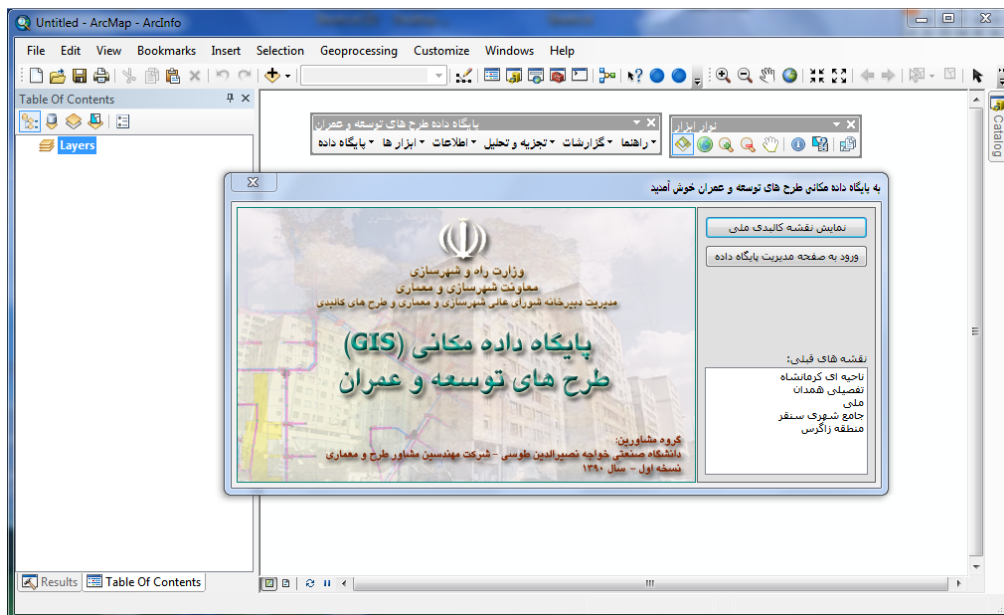 Untitled - ArcMap - ArcInfo
File Edit View Bookmarks Insert Selection Geoprocessing Customize Windows Help
Table Of Contents
Layers
Catalog
پایگاه داده طرح های توسعه و عمران
پایگاه داده ابزار ها اطلاعات تجزیه و تحلیل گزارشات راهنما
نوار ابزار
به پایگاه داده مکانی طرح های توسعه و عمران خوش آمدید
نمایش نقشه کالبدی ملی
ورود به صفحه مدیریت پایگاه داده
وزارت راه و شهرسازی
معاونت شهرسازی و معماری
مدیریت دبیرخانه شورای عالی شهرسازی و معماری و طرح های کالبدی
پایگاه داده مکانی (GIS)
طرح های توسعه و عمران
گروه مشاورین:
دانشگاه صنعتی خواجه نصیرالدین طوسی - شرکت مهندسین مشاور طرح و معماری
نسخه اول - سال ۱۳۹۰
نقشه های قبلی:
ناحیه ای کرمانشاه
تفصیلی همدان
ملی
جامع شهری سنقر
منطقه زاگرس
Results Table Of Contents